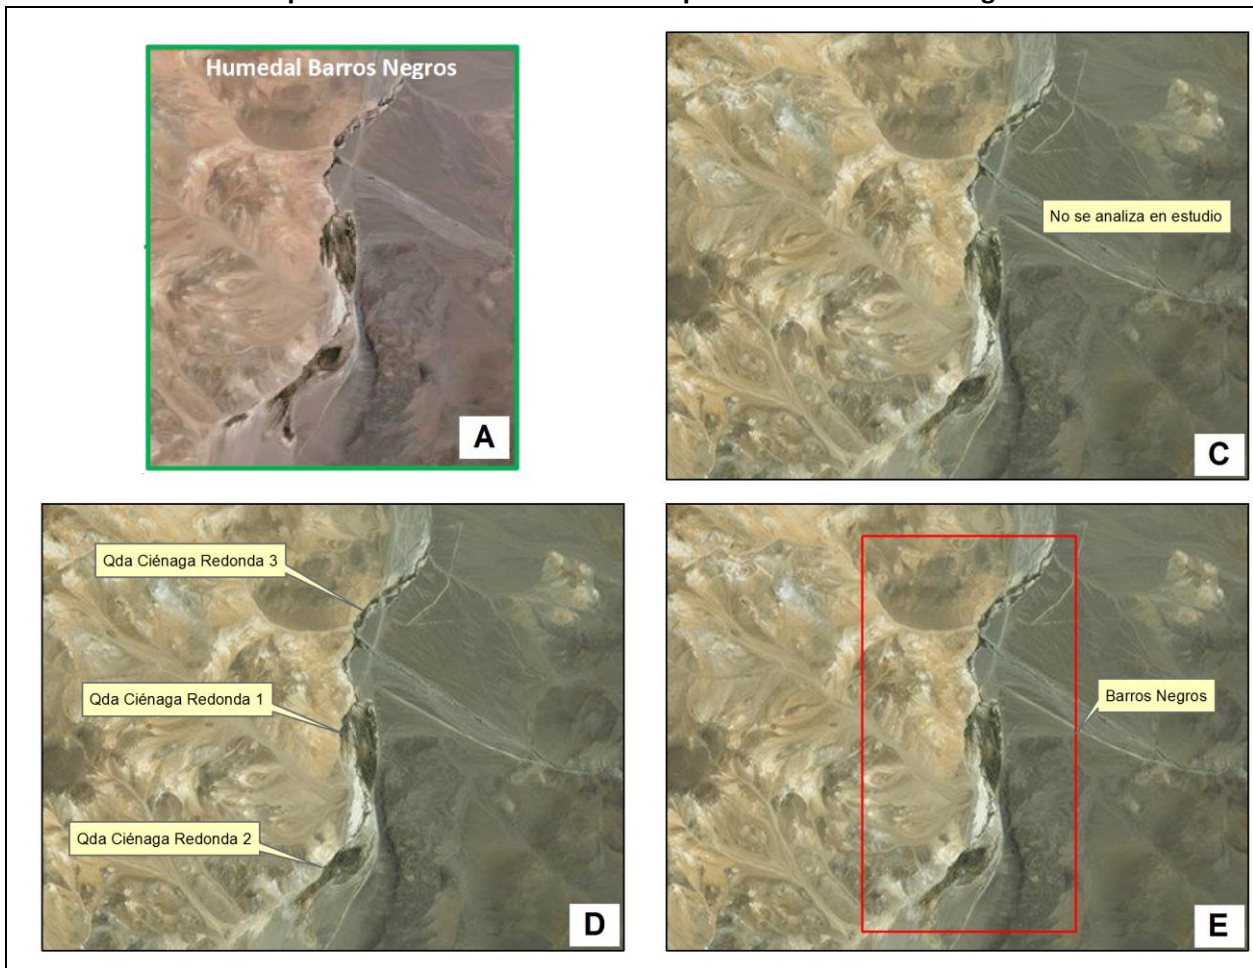 Humedal Barros Negros
A
No se analiza en estudio
C
Qda Ciénaga Redonda 3
Qda Ciénaga Redonda 1
Qda Ciénaga Redonda 2
D
Barros Negros
E